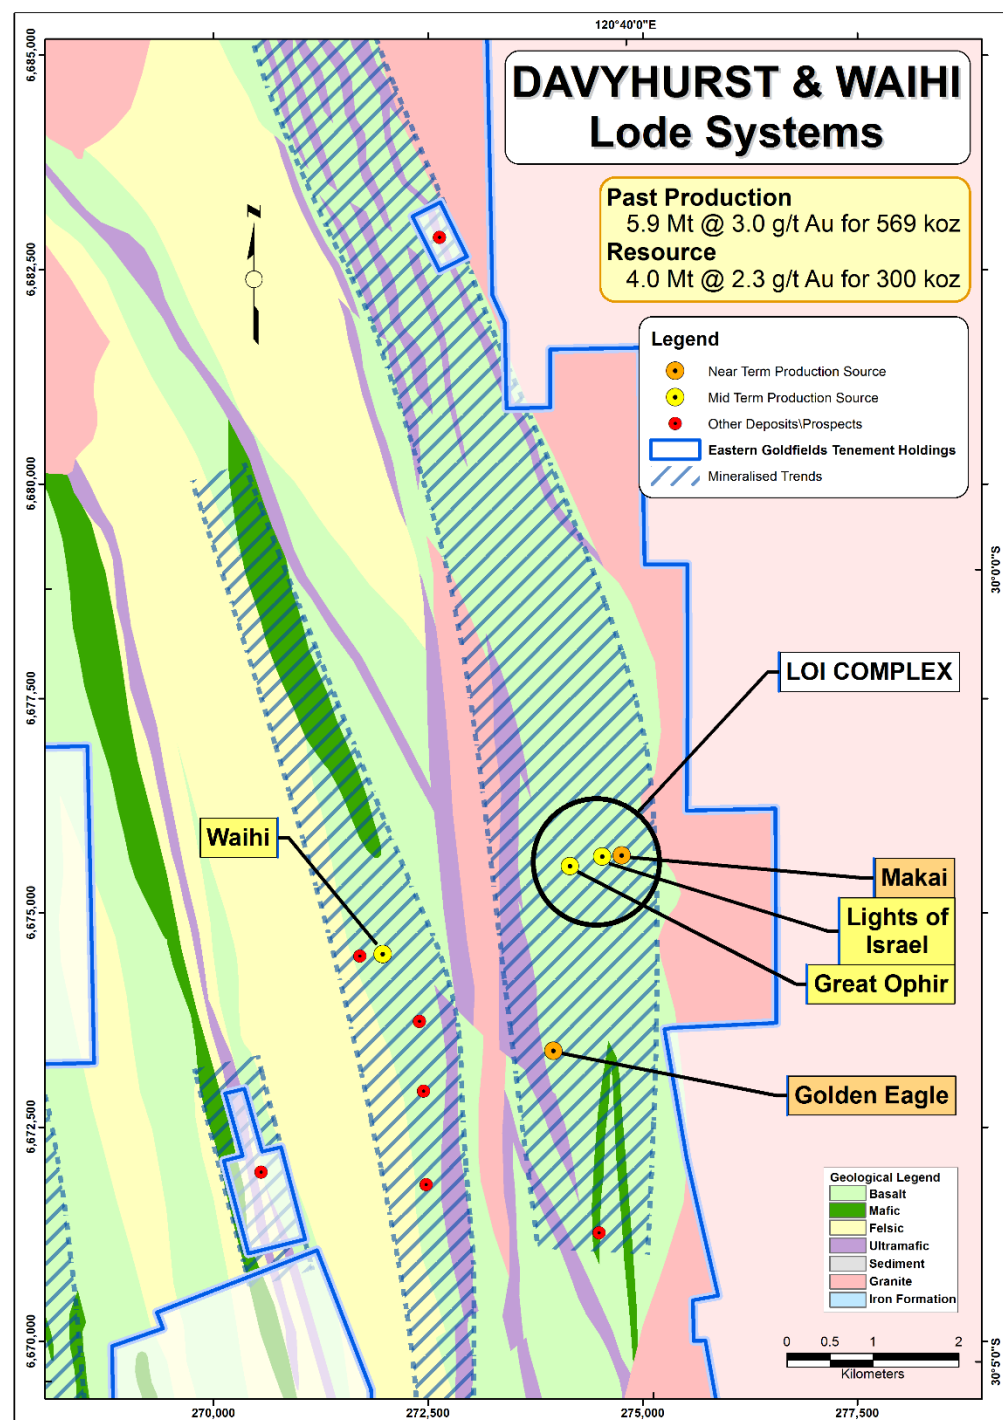 120°40'0"E
DAVYHURST & WAIHI
Lode Systems
Past Production
5.9 Mt @ 3.0 g/t Au for 569 koz
Resource
4.0 Mt @ 2.3 g/t Au for 300 koz
Legend
Near Term Production Source
Mid Term Production Source
Other Deposits\Prospects
Eastern Goldfields Tenement Holdings
Mineralised Trends
N
6,685,000
6,682,500
6,680,000
6,677,500
6,675,000
6,672,500
6,670,000
30°0'0"S
30°5'0"S
LOI COMPLEX
Waihi
Makai
Lights of
Israel
Great Ophir
Golden Eagle
Geological Legend
Basalt
Mafic
Felsic
Ultramafic
Sediment
Granite
Iron Formation
0 0.5 1 2
Kilometers
270,000 272,500 275,000 277,500